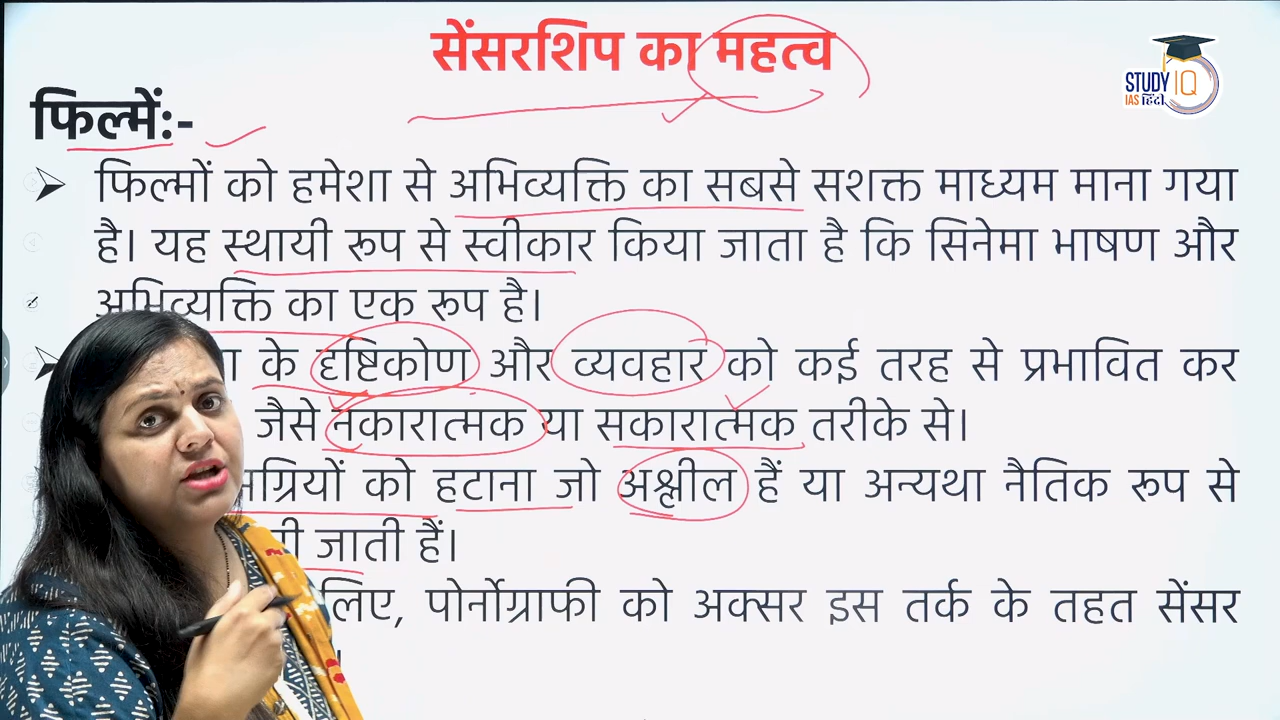 सेंसरशिप का महत्व
STUDY IQ
IAS हिंदी
फिल्में:-
फिल्मों को हमेशा से अभिव्यक्ति का सबसे सशक्त माध्यम माना गया
है। यह स्थायी रूप से स्वीकार किया जाता है कि सिनेमा भाषण और
अभिव्यक्ति का एक रूप है।
के दृष्टिकोण और व्यवहार को कई तरह से प्रभावित कर
जैसे नकारात्मक या सकारात्मक तरीके से।
को हटाना जो अश्लील हैं या अन्यथा नैतिक रूप से
जाती हैं।
लिए, पोर्नोग्राफी को अक्सर इस तर्क के तहत सेंसर